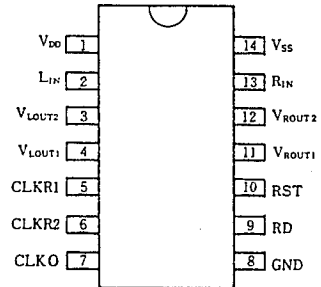 VDD 1 14 VSS
LIN 2 13 RIN
VLOUT2 3 12 VROUT2
VLOUT1 4 11 VROUT1
CLKR1 5 10 RST
CLKR2 6 9 RD
CLKO 7 8 GND